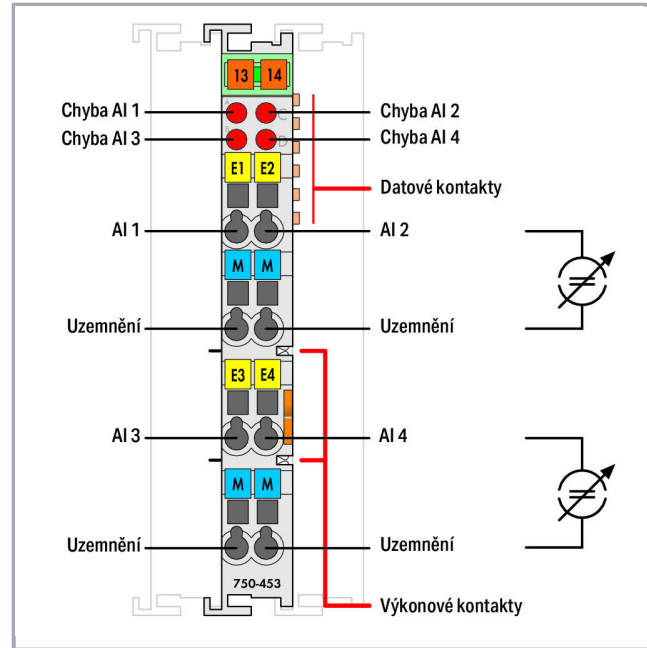 13 14
A C
Chyba AI 1 Chyba AI 2
B D
Chyba AI 3 Chyba AI 4
E1 E2
Datové kontakty
AI 1 AI 2
M M
Uzemnění Uzemnění
E3 E4
AI 3 AI 4
M M
Uzemnění Uzemnění
750-453
Výkonové kontakty